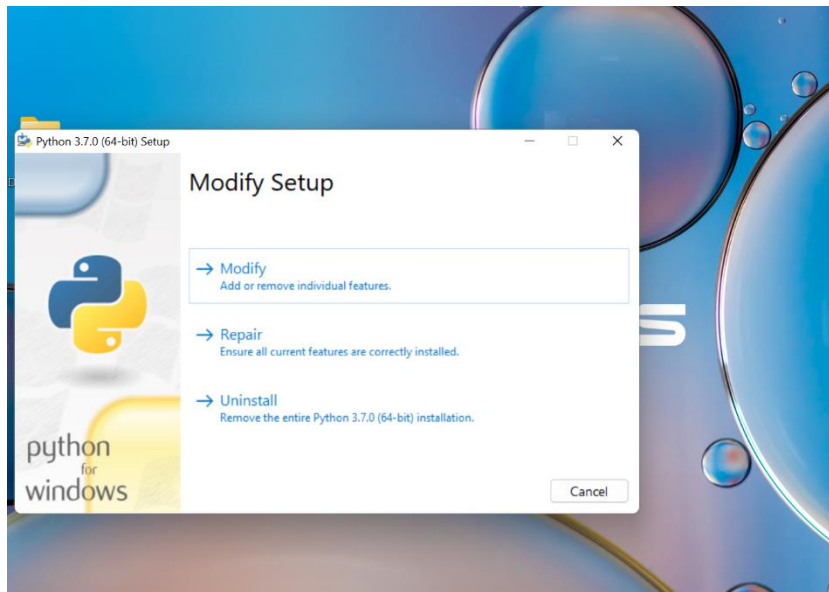 Python 3.7.0 (64-bit) Setup
Modify Setup
Modify
Add or remove individual features.
Repair
Ensure all current features are correctly installed.
Uninstall
Remove the entire Python 3.7.0 (64-bit) installation.
python
for
windows
Cancel
S